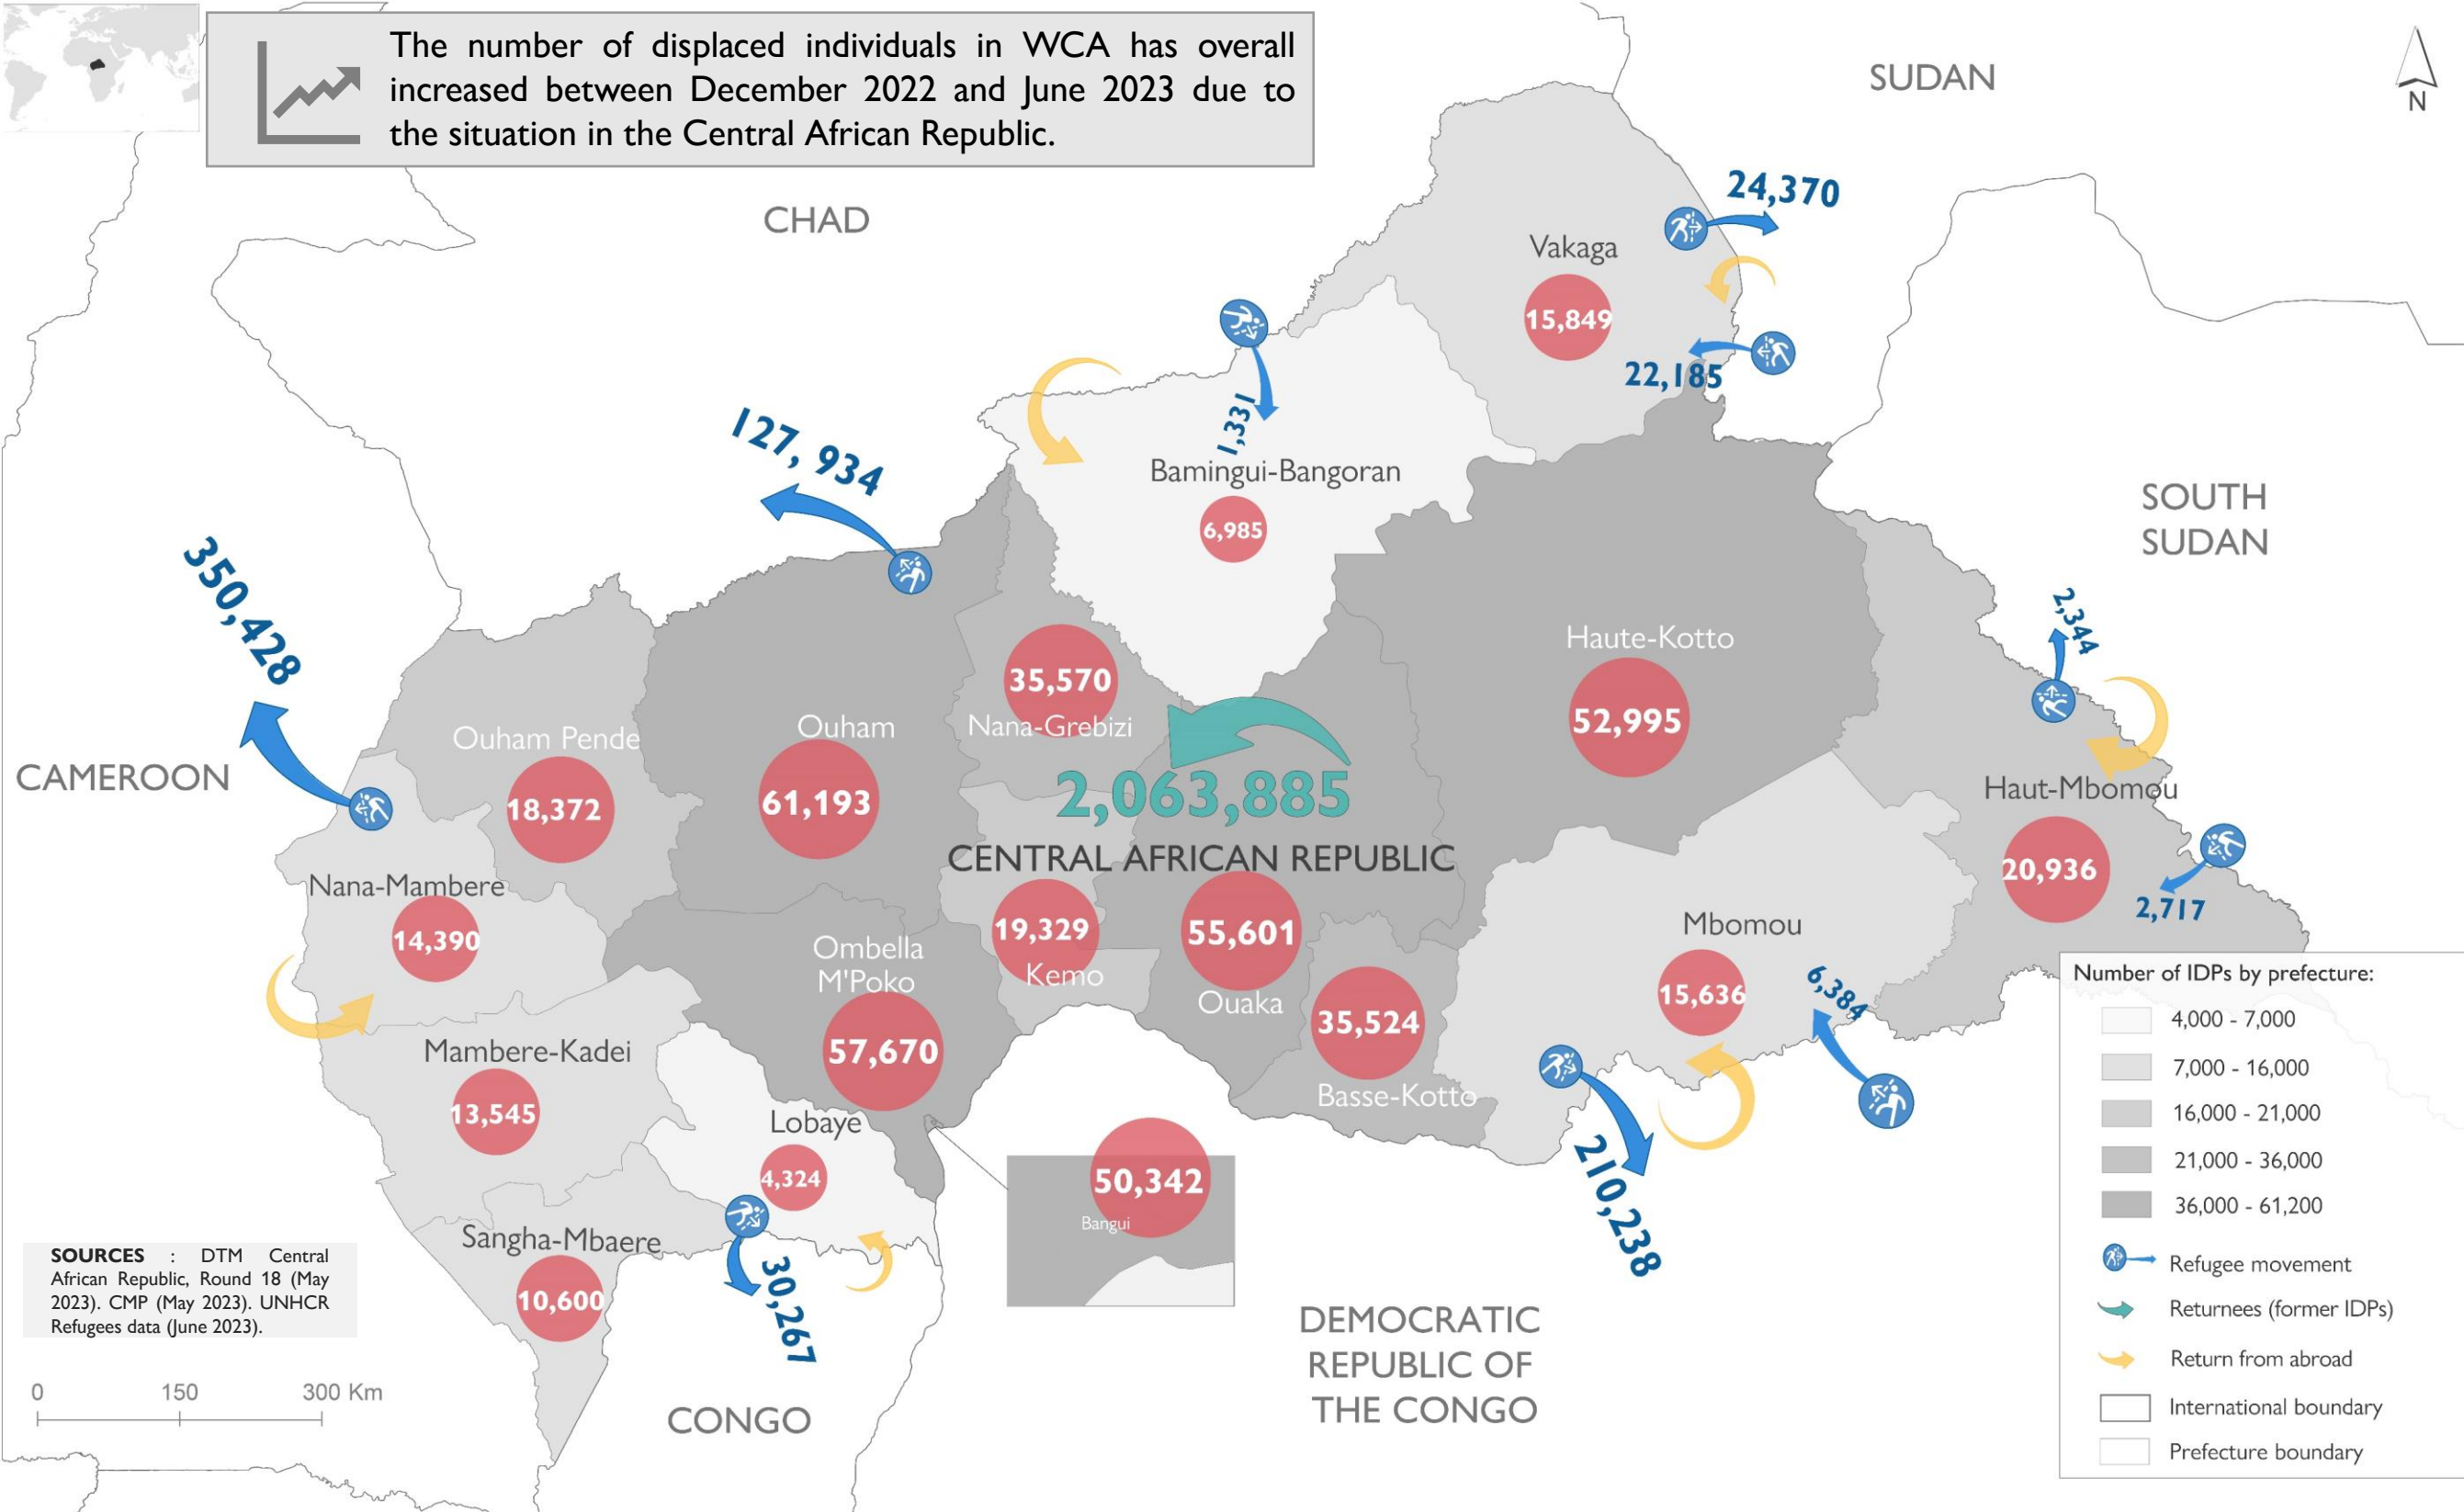 The number of displaced individuals in WCA has overall
increased between December 2022 and June 2023 due to
the situation in the Central African Republic.
SUDAN
N
CHAD
24,370
Vakaga
15,849
22,185
1,331
127, 934
Bamingui-Bangoran
6,985
SOUTH
SUDAN
350,428
2,344
Haute-Kotto
52,995
35,570
Nana-Grebizi
Ouham Pende
18,372
Ouham
61,193
2,063,885
CAMEROON
Haut-Mbomou
20,936
2,717
CENTRAL AFRICAN REPUBLIC
Nana-Mambere
14,390
19,329
Kemo
55,601
Ouaka
Mbomou
15,636
6,384
Ombella
M'Poko
57,670
35,524
Basse-Kotto
Mambere-Kadei
13,545
Lobaye
4,324
50,342
Bangui
210,238
Sangha-Mbaere
10,600
30,267
DEMOCRATIC
REPUBLIC OF
THE CONGO
CONGO
SOURCES : DTM Central
African Republic, Round 18 (May
2023). CMP (May 2023). UNHCR
Refugees data (June 2023).
0 150 300 Km
Number of IDPs by prefecture:
4,000 - 7,000
7,000 - 16,000
16,000 - 21,000
21,000 - 36,000
36,000 - 61,200
Refugee movement
Returnees (former IDPs)
Return from abroad
International boundary
Prefecture boundary